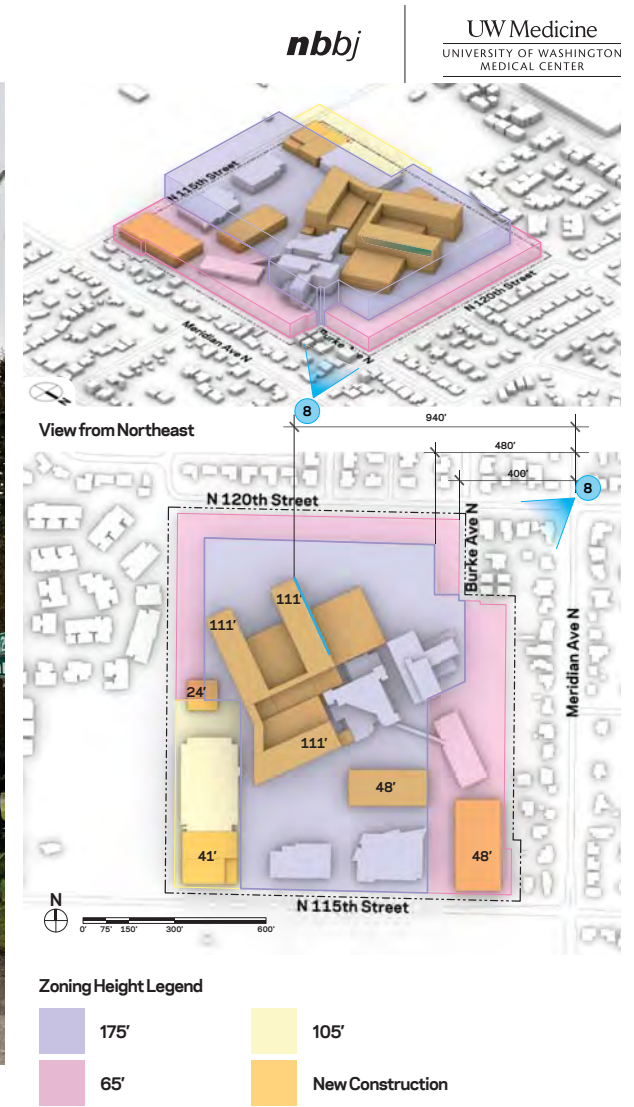 nbbj
UW Medicine
UNIVERSITY OF WASHINGTON
MEDICAL CENTER
N 115th Street
N 120th Street
Meridian Ave N
Burke Ave N
N
8
View from Northeast
940'
480'
400'
8
N 120th Street
Burke Ave N
111'
111'
Meridian Ave N
24'
111'
48'
41'
48'
N
N 115th Street
0' 75' 150' 300' 600'
Zoning Height Legend
175'
105'
65'
New Construction